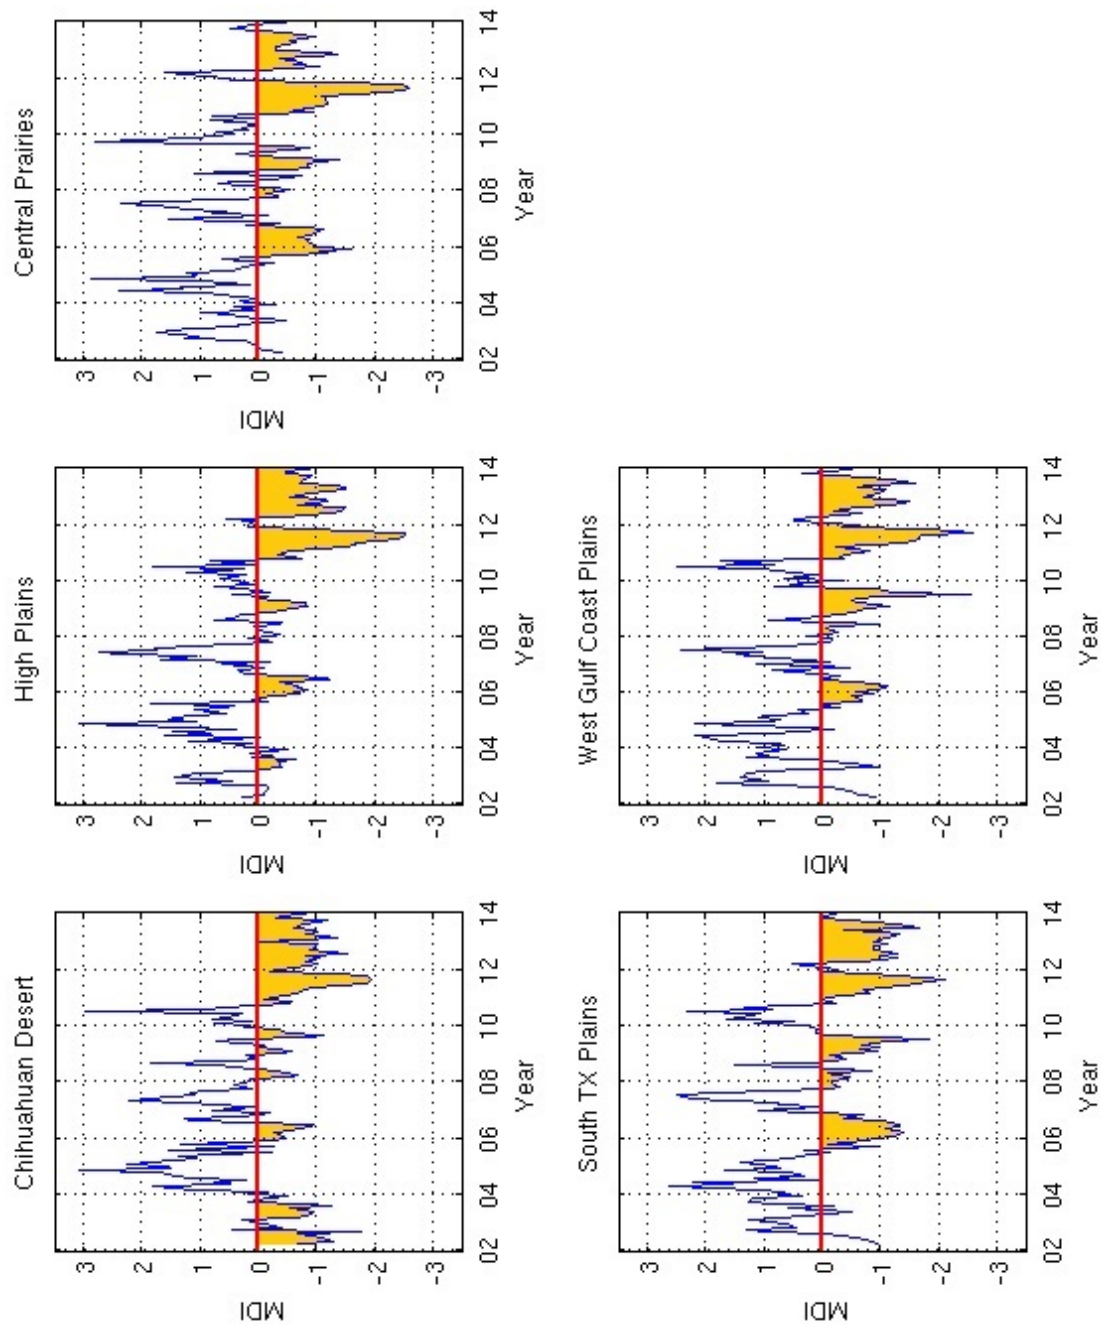 Chihuahuan Desert
3
2
1
0
-1
-2
-3
MDI
02 04 06 08 10 12 14
Year
High Plains
3
2
1
0
-1
-2
-3
MDI
02 04 06 08 10 12 14
Year
Central Prairies
3
2
1
0
-1
-2
-3
MDI
02 04 06 08 10 12 14
Year
South TX Plains
3
2
1
0
-1
-2
-3
MDI
02 04 06 08 10 12 14
Year
West Gulf Coast Plains
3
2
1
0
-1
-2
-3
MDI
02 04 06 08 10 12 14
Year